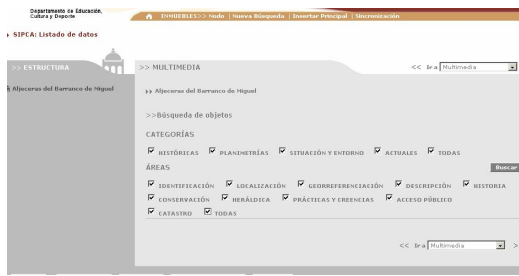 Departamento de Educación,
Cultura y Deporte
INMUEBLES>> Nodo | Nueva Búsqueda | Insertar Principal | Sincronización
SIPCA: Listado de datos
>> ESTRUCTURA
>> MULTIMEDIA
<< Ir a Multimedia
Aljeceras del Barranco de Miguel
Aljeceras del Barranco de Miguel
>>Búsqueda de objetos
CATEGORÍAS
HISTÓRICAS PLANIMETRÍAS SITUACIÓN Y ENTORNO ACTUALES TODAS
ÁREAS
Buscar
IDENTIFICACIÓN LOCALIZACIÓN GEORREFERENCIACIÓN DESCRIPCIÓN HISTORIA
CONSERVACIÓN HERÁLDICA PRÁCTICAS Y CREENCIAS ACCESO PÚBLICO
CATASTRO TODAS
<< Ir a Multimedia >